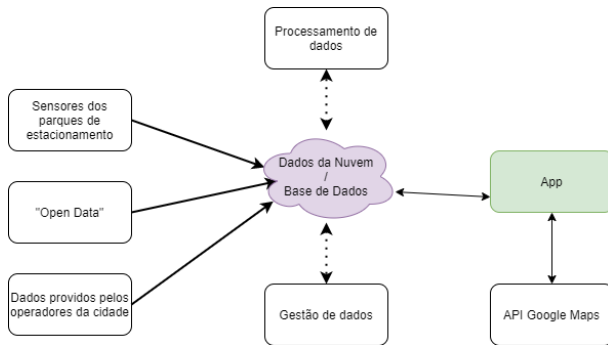 Processamento de
dados
Sensores dos
parques de
estacionamento
Dados da Nuvem
/
Base de Dados
App
"Open Data"
Dados providos pelos
operadores da cidade
Gestão de dados
API Google Maps